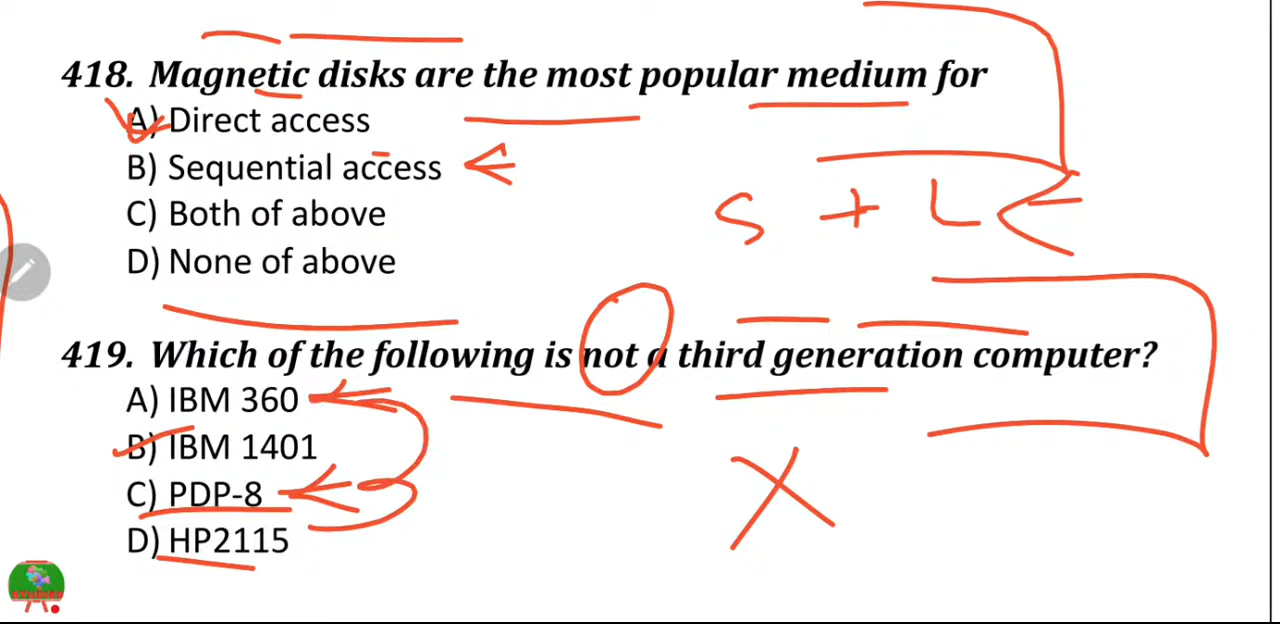 418. Magnetic disks are the most popular medium for
A) Direct access
B) Sequential access
C) Both of above
D) None of above
S + L
419. Which of the following is not a third generation computer?
A) IBM 360
B) IBM 1401
C) PDP-8
D) HP2115